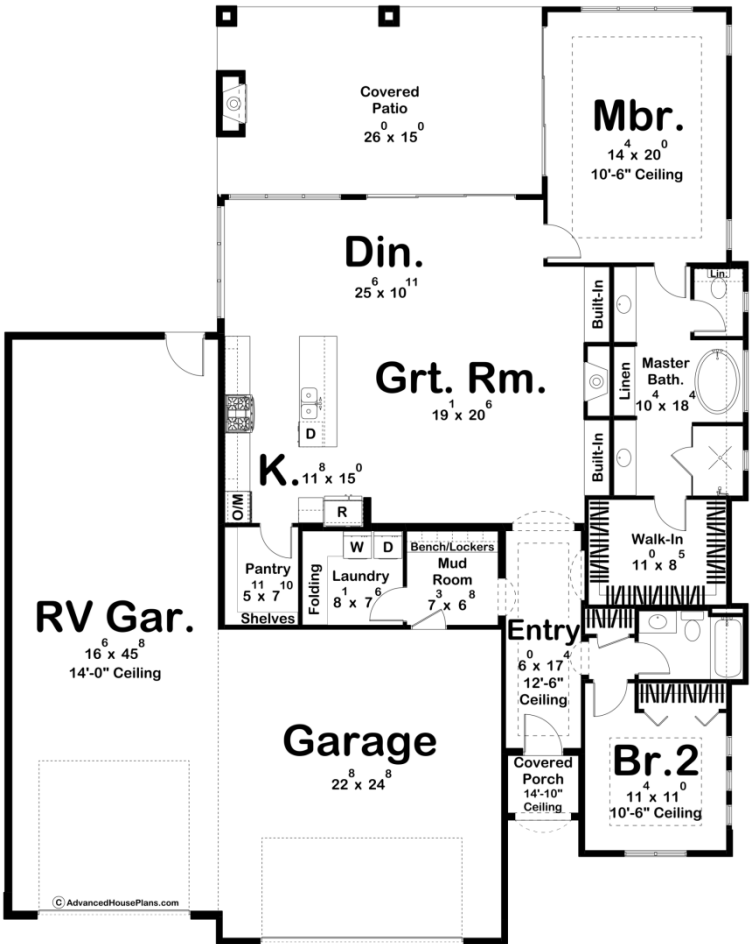 Covered
Patio
26⁰ x 15⁰
Mbr.
14⁴ x 20⁰
10'-6" Ceiling
Din.
25⁶ x 10¹¹
Lin.
Built-In
Grt. Rm.
19¹ x 20⁶
Linen
Master
Bath.
10⁴ x 18⁴
D
Built-In
K. 11⁸ x 15⁰
O/M
R
Walk-In
11⁰ x 8⁵
W
D
Bench/Lockers
Pantry
5¹¹ x 7¹⁰
Shelves
Folding
Laundry
8¹ x 7⁶
Mud
Room
7³ x 6⁸
RV Gar.
16⁶ x 45⁸
14'-0" Ceiling
Entry
6⁰ x 17⁴
12'-6"
Ceiling
Garage
22⁸ x 24⁸
Covered
Porch
14'-10"
Ceiling
Br.2
11⁴ x 11⁰
10'-6" Ceiling
© AdvancedHousePlans.com